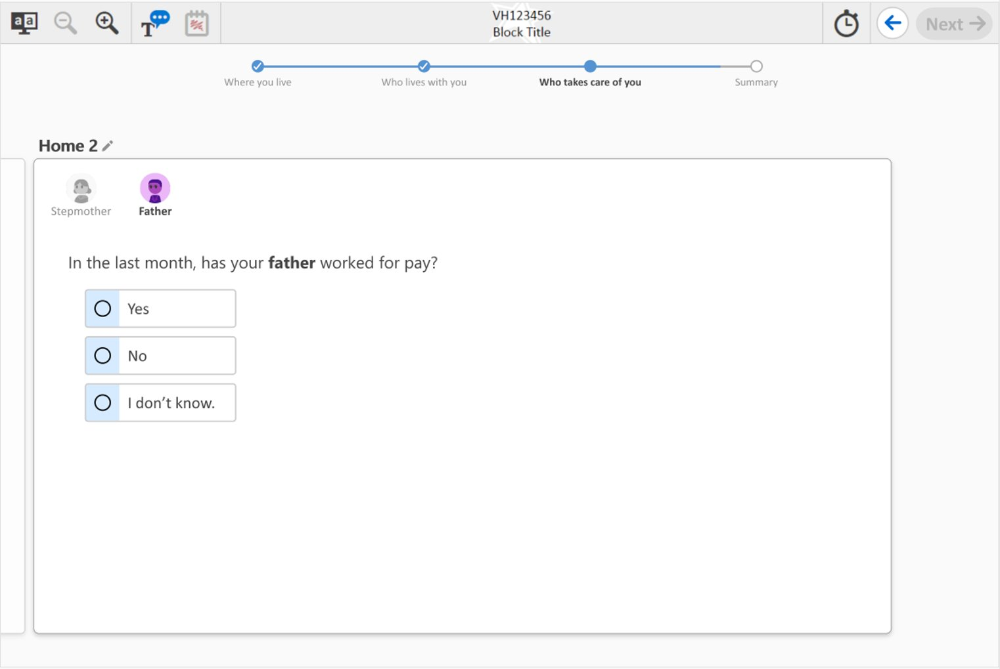 aa
T
VH123456
Block Title
Next
Where you live
Who lives with you
Who takes care of you
Summary
Home 2
Stepmother
Father
In the last month, has your father worked for pay?
Yes
No
I don’t know.